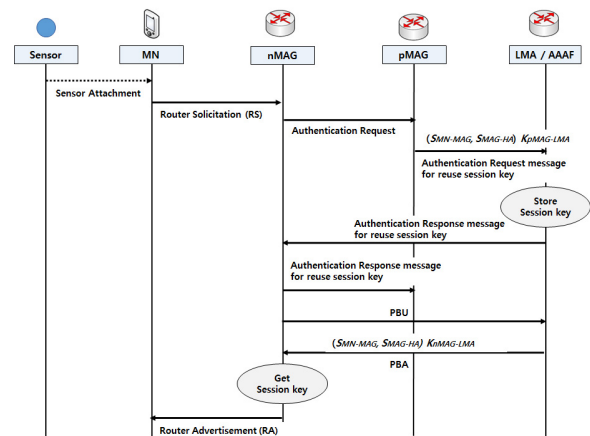 Sensor
MN
nMAG
pMAG
LMA / AAAF
Sensor Attachment
Router Solicitation (RS)
Authentication Request
(SMN-MAG, SMAG-HA) KpMAG-LMA
Authentication Request message
for reuse session key
Store
Session key
Authentication Response message
for reuse session key
Authentication Response message
for reuse session key
PBU
(SMN-MAG, SMAG-HA) KnMAG-LMA
PBA
Get
Session key
Router Advertisement (RA)